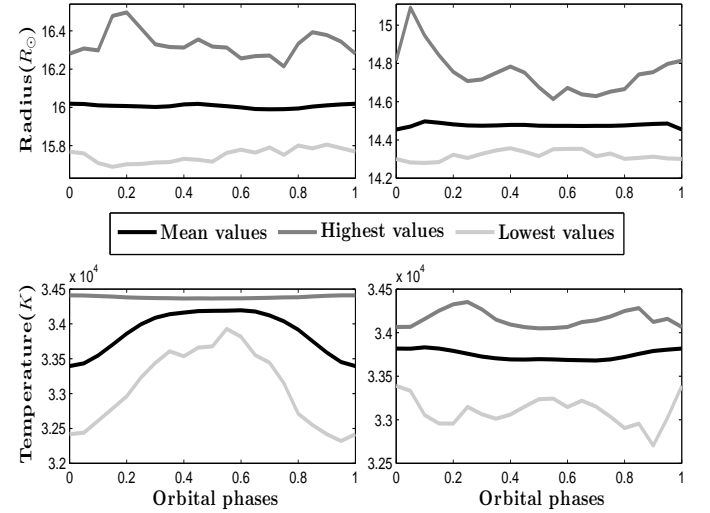 16.4
16.2
16
15.8
0 0.2 0.4 0.6 0.8 1
Radius(R⊙)
15
14.8
14.6
14.4
14.2
0 0.2 0.4 0.6 0.8 1
Mean values Highest values Lowest values
x 10⁴
3.45
3.4
3.35
3.3
3.25
3.2
0 0.2 0.4 0.6 0.8 1
Temperature(K)
Orbital phases
x 10⁴
3.45
3.4
3.35
3.3
3.25
0 0.2 0.4 0.6 0.8 1
Orbital phases